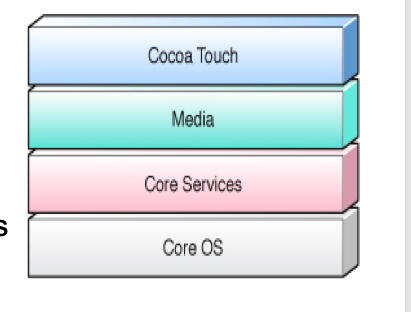 Cocoa Touch
Media
Core Services
s
Core OS